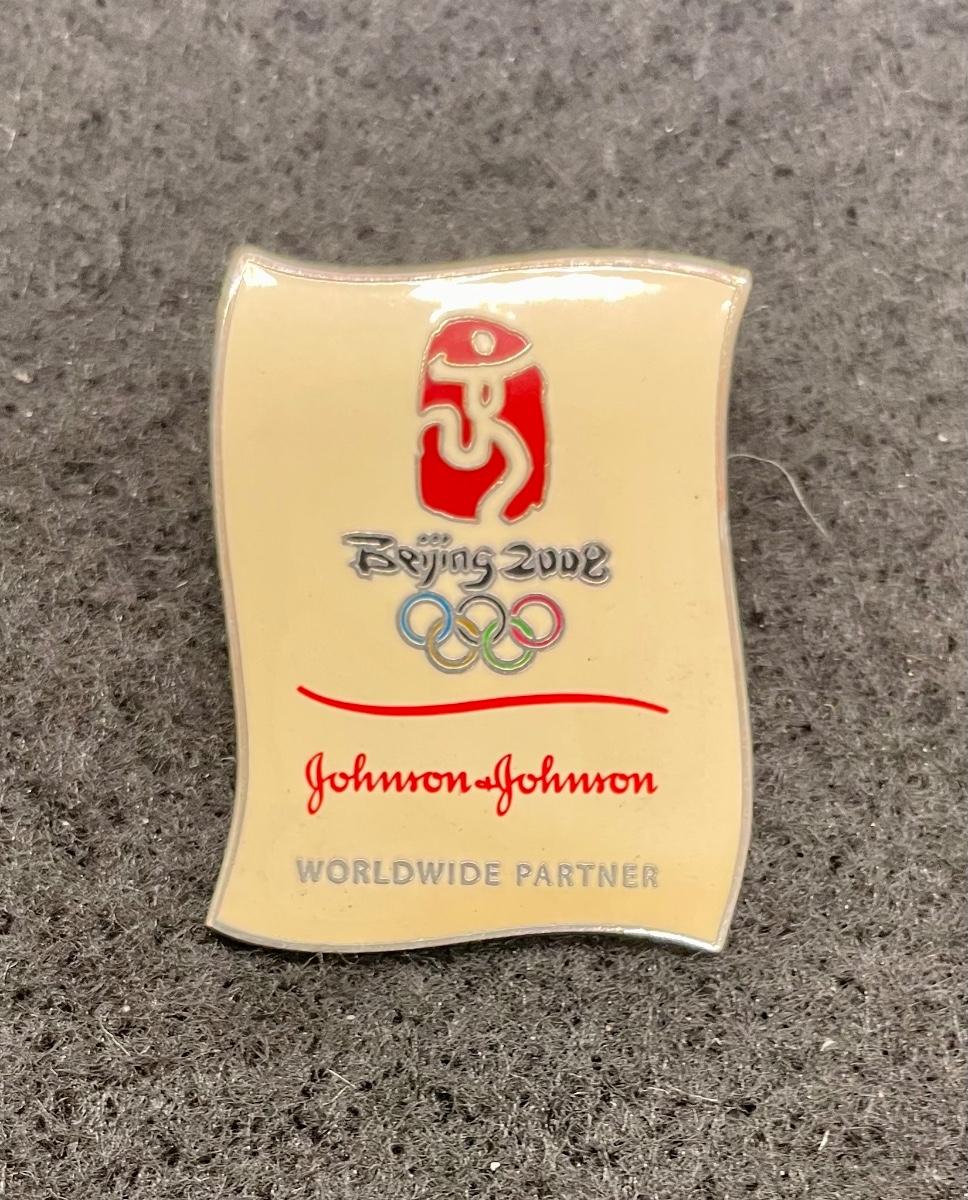 Beijing 2008
Johnson & Johnson
WORLDWIDE PARTNER